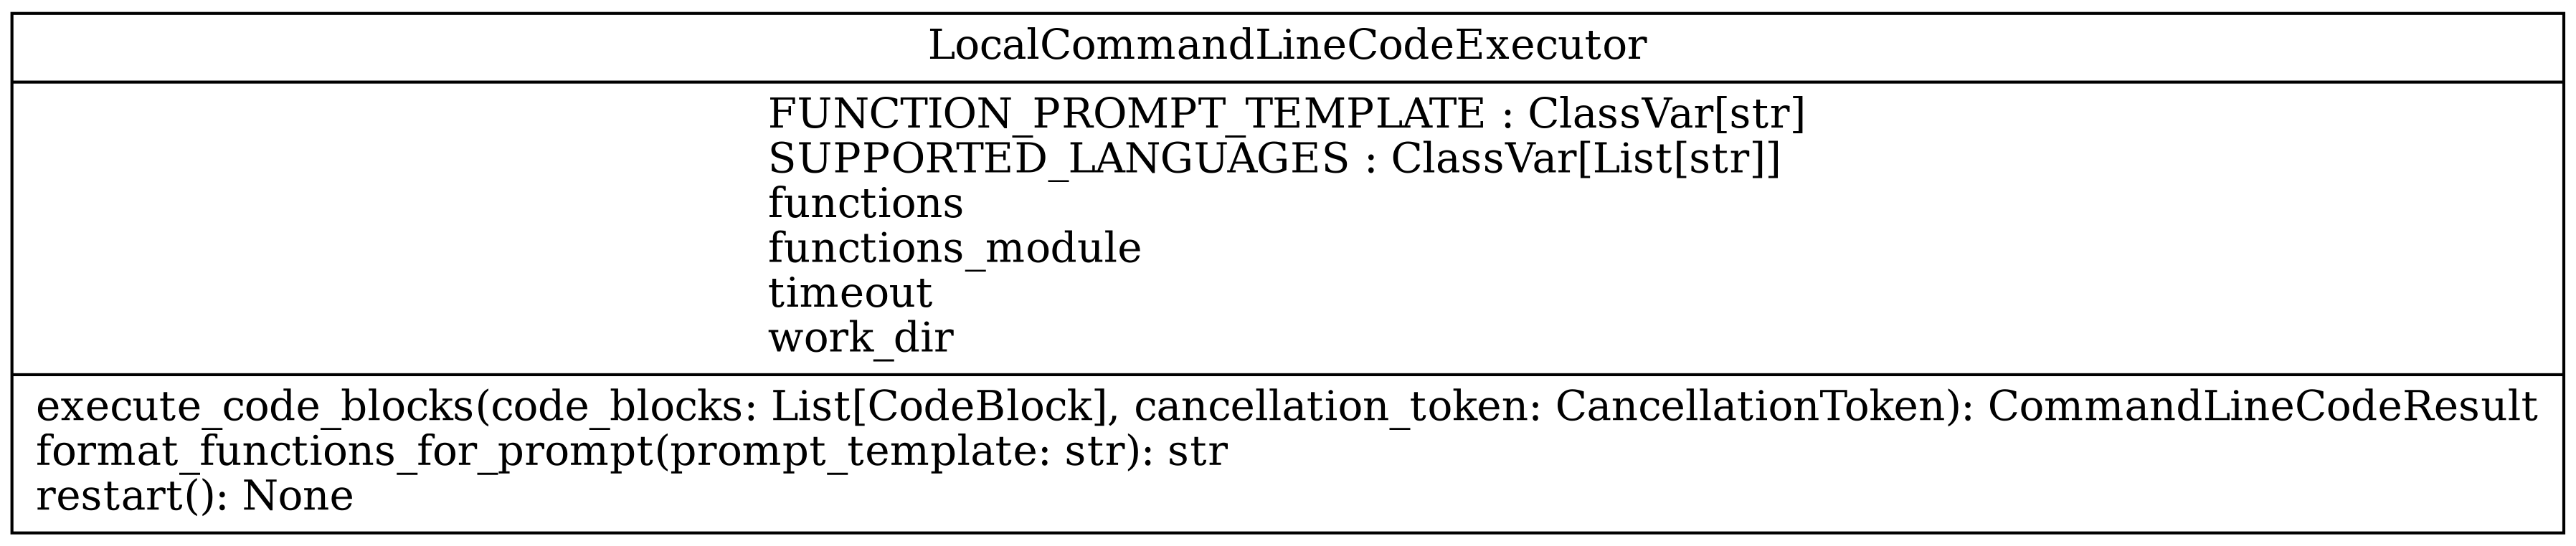 LocalCommandLineCodeExecutor
FUNCTION_PROMPT_TEMPLATE : ClassVar[str]
SUPPORTED_LANGUAGES : ClassVar[List[str]]
functions
functions_module
timeout
work_dir
execute_code_blocks(code_blocks: List[CodeBlock], cancellation_token: CancellationToken): CommandLineCodeResult
format_functions_for_prompt(prompt_template: str): str
restart(): None